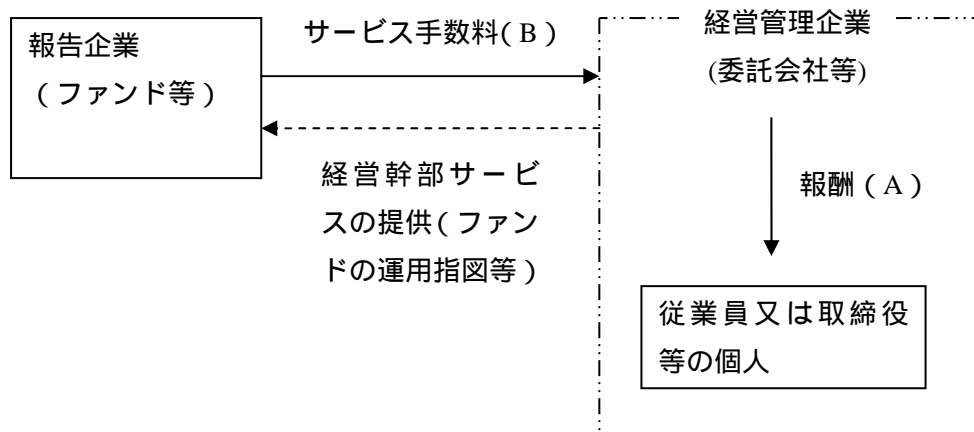 報告企業
（ファンド等）
サービス手数料(B)
経営管理企業
(委託会社等)
経営幹部サービ
スの提供(ファン
ドの運用指図等)
報酬(A)
従業員又は取締役
等の個人